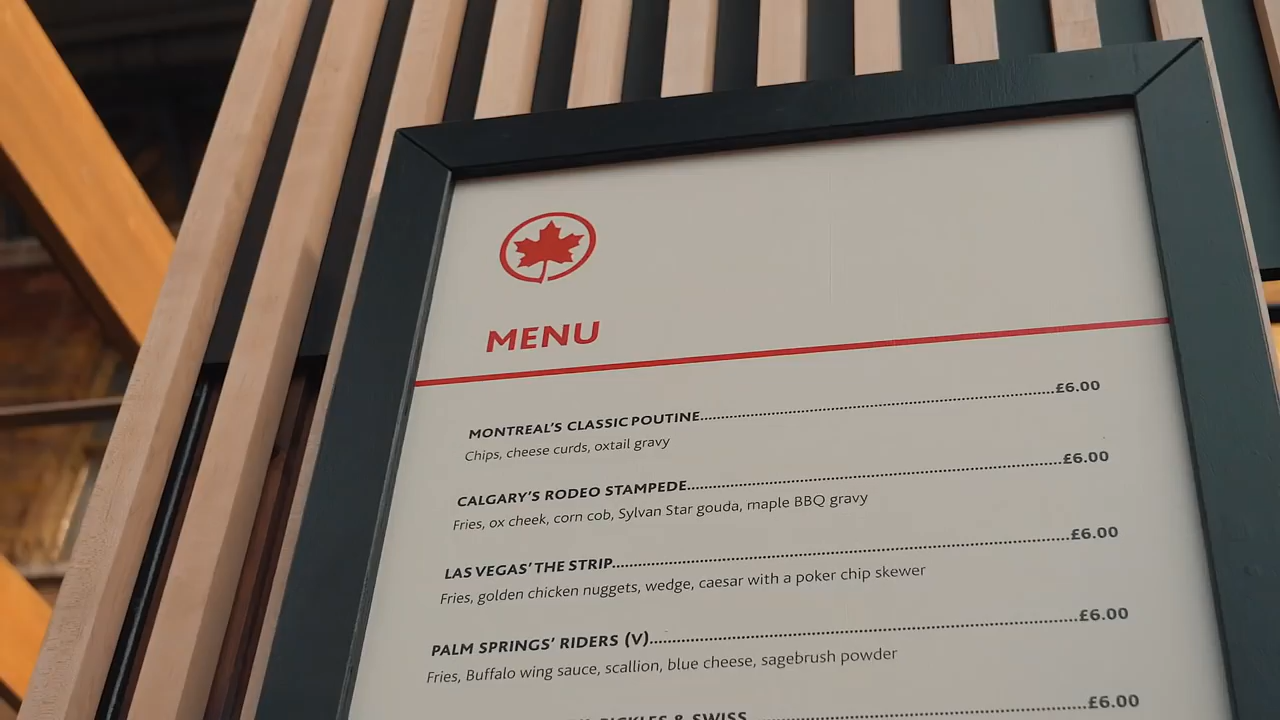 MENU
MONTREAL'S CLASSIC POUTINE........£6.00
Chips, cheese curds, oxtail gravy
CALGARY'S RODEO STAMPEDE........£6.00
Fries, ox cheek, corn cob, Sylvan Star gouda, maple BBQ gravy
LAS VEGAS' THE STRIP........£6.00
Fries, golden chicken nuggets, wedge, caesar with a poker chip skewer
PALM SPRINGS' RIDERS (V)........£6.00
Fries, Buffalo wing sauce, scallion, blue cheese, sagebrush powder
PICKLES & SWISS........£6.00